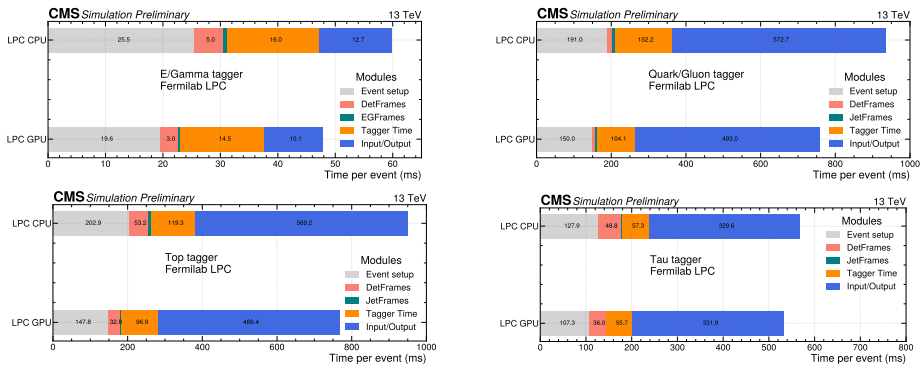 CMS Simulation Preliminary 13 TeV
LPC CPU 25.5 5.0 16.0 12.7
E/Gamma tagger
Fermilab LPC
Modules
Event setup
DetFrames
EGFrames
Tagger Time
Input/Output
LPC GPU 19.6 3.0 14.5 10.1
0 10 20 30 40 50 60
Time per event (ms)
CMS Simulation Preliminary 13 TeV
LPC CPU 191.0 152.2 572.7
Quark/Gluon tagger
Fermilab LPC
Modules
Event setup
DetFrames
JetFrames
Tagger Time
Input/Output
LPC GPU 150.0 104.1 493.0
0 200 400 600 800 1000
Time per event (ms)
CMS Simulation Preliminary 13 TeV
LPC CPU 202.9 53.2 119.3 569.2
Top tagger
Fermilab LPC
Modules
Event setup
DetFrames
JetFrames
Tagger Time
Input/Output
LPC GPU 147.8 96.9 486.4
0 200 400 600 800 1000
Time per event (ms)
CMS Simulation Preliminary 13 TeV
LPC CPU 127.9 48.8 57.3 329.6
Tau tagger
Fermilab LPC
Modules
Event setup
DetFrames
JetFrames
Tagger Time
Input/Output
LPC GPU 107.3 36.0 55.7 331.9
0 100 200 300 400 500 600 700 800
Time per event (ms)